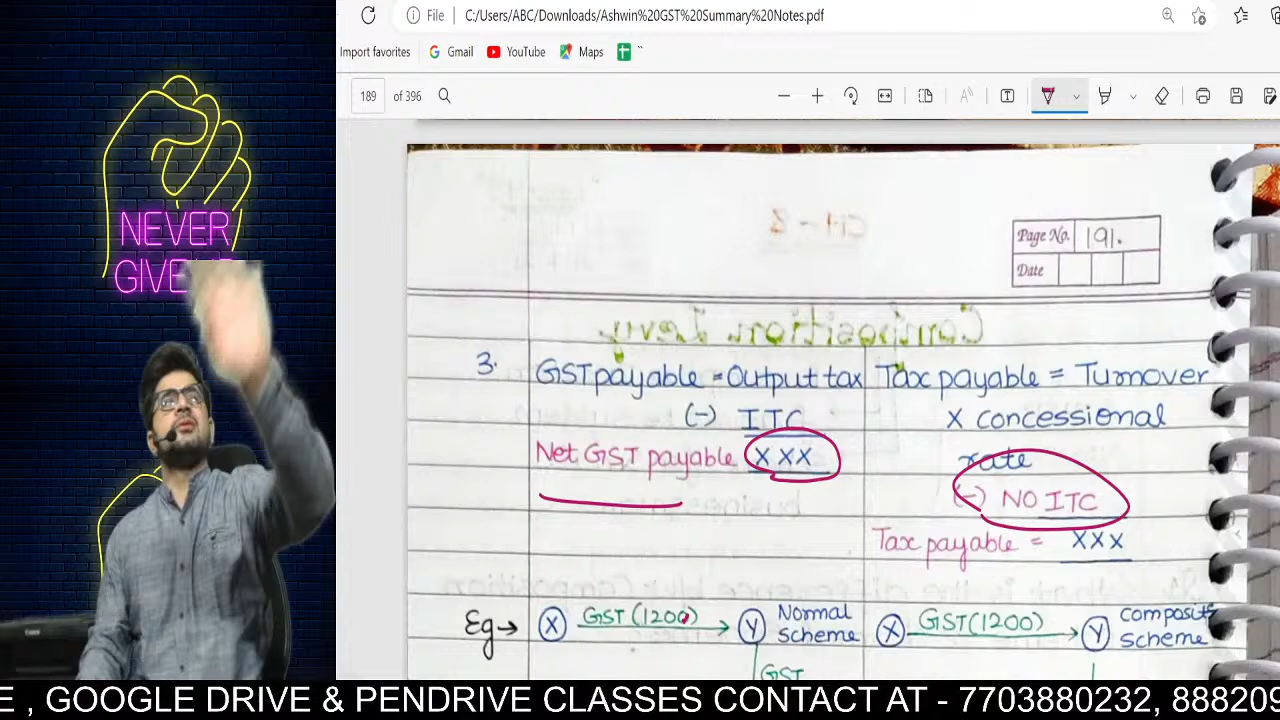 File C:/Users/ABC/Downloads/Ashwin%20GST%20Summary%20Notes.pdf
Import favorites Gmail YouTube Maps
189 of 396
NEVER
GIVE
Page No. 191.
Date
3. GST payable = Output tax
(-) ITC
Net GST payable XXX
Tax payable = Turnover
X concessional
rate
(-) NO ITC
Tax payable = XXX
Eg → X GST (1200) Y Normal
scheme
GST
X GST (1200) Y Composite
scheme
, GOOGLE DRIVE & PENDRIVE CLASSES CONTACT AT - 7703880232,